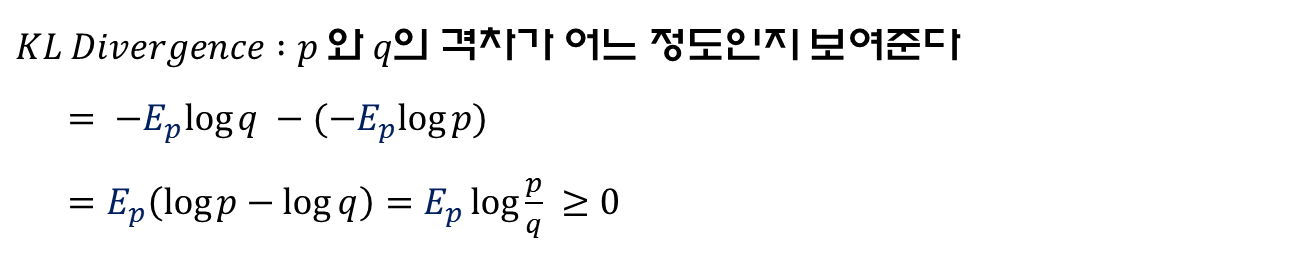 KL Divergence : p 와 q의 격차가 어느 정도인지 보여준다
= −E_p log q − (−E_p log p)
= E_p (log p − log q) = E_p log p/q ≥ 0